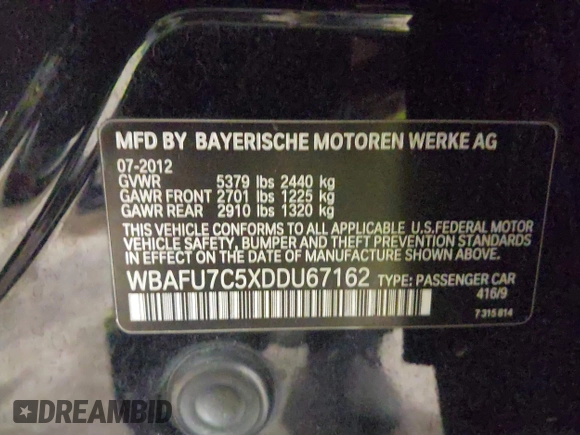 MFD BY BAYERISCHE MOTOREN WERKE AG
07-2012
GVWR 5379 lbs 2440 kg
GAWR FRONT 2701 lbs 1225 kg
GAWR REAR 2910 lbs 1320 kg
THIS VEHICLE CONFORMS TO ALL APPLICABLE U.S.FEDERAL MOTOR
VEHICLE SAFETY, BUMPER AND THEFT PREVENTION STANDARDS
IN EFFECT ON THE DATE OF MANUFACTURE SHOWN ABOVE.
WBAFU7C5XDDU67162 TYPE: PASSENGER CAR
416/9
7 315 814
DREAMBID